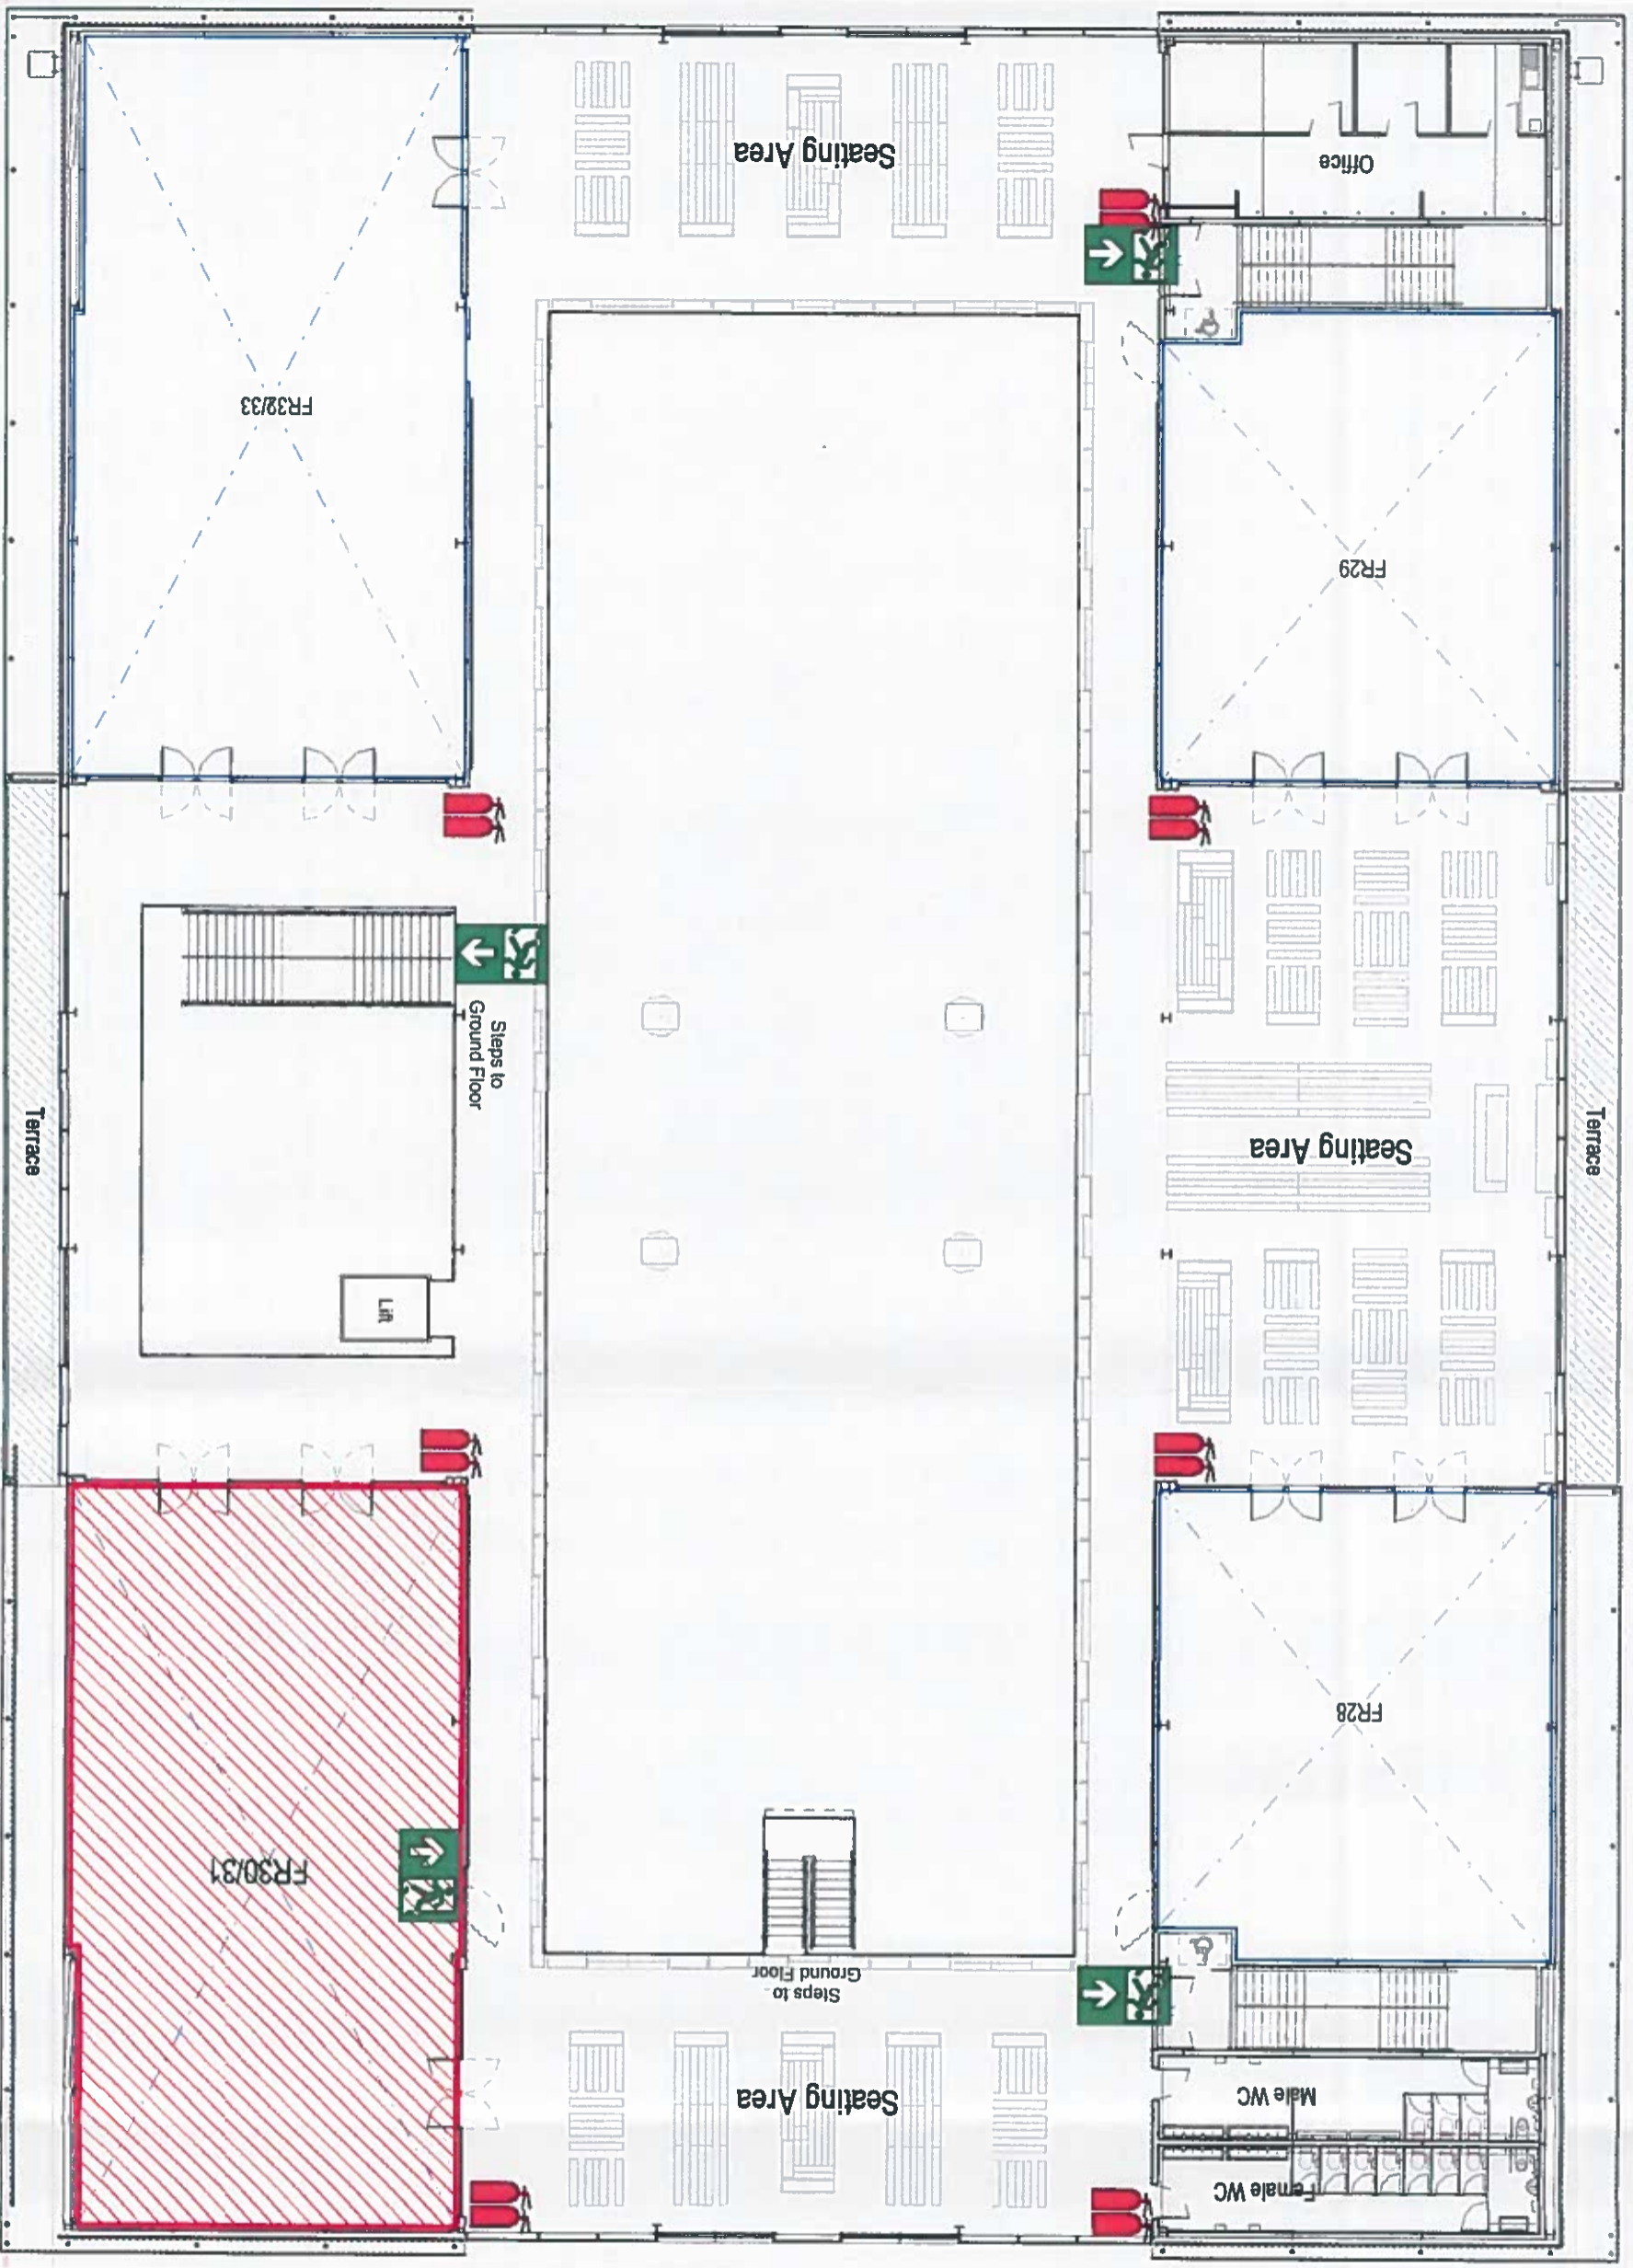 Female WC
Male WC
Seating Area
Steps to
Ground Floor
FR30/31
FR28
Lift
Seating Area
Terrace
Terrace
Steps to
Ground Floor
FR29
FR32/33
Office
Seating Area